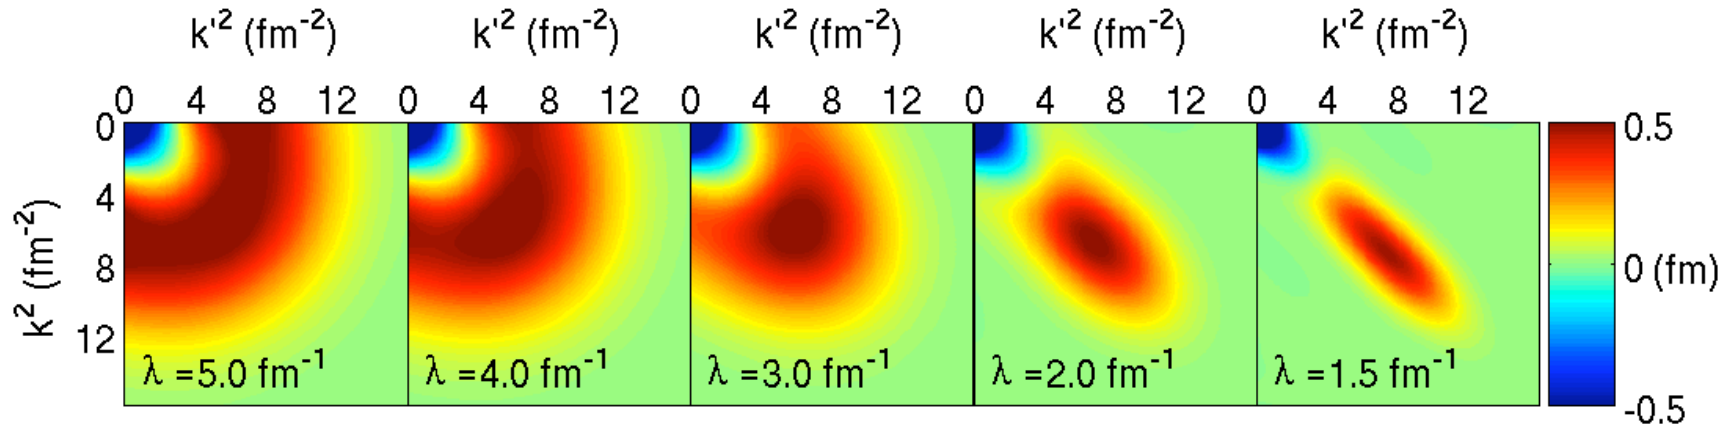 k'² (fm⁻²) k'² (fm⁻²) k'² (fm⁻²) k'² (fm⁻²) k'² (fm⁻²)
0 4 8 12 0 4 8 12 0 4 8 12 0 4 8 12 0 4 8 12
k² (fm⁻²)
0
4
8
12
λ =5.0 fm⁻¹ λ =4.0 fm⁻¹ λ =3.0 fm⁻¹ λ =2.0 fm⁻¹ λ =1.5 fm⁻¹
0.5
0 (fm)
-0.5